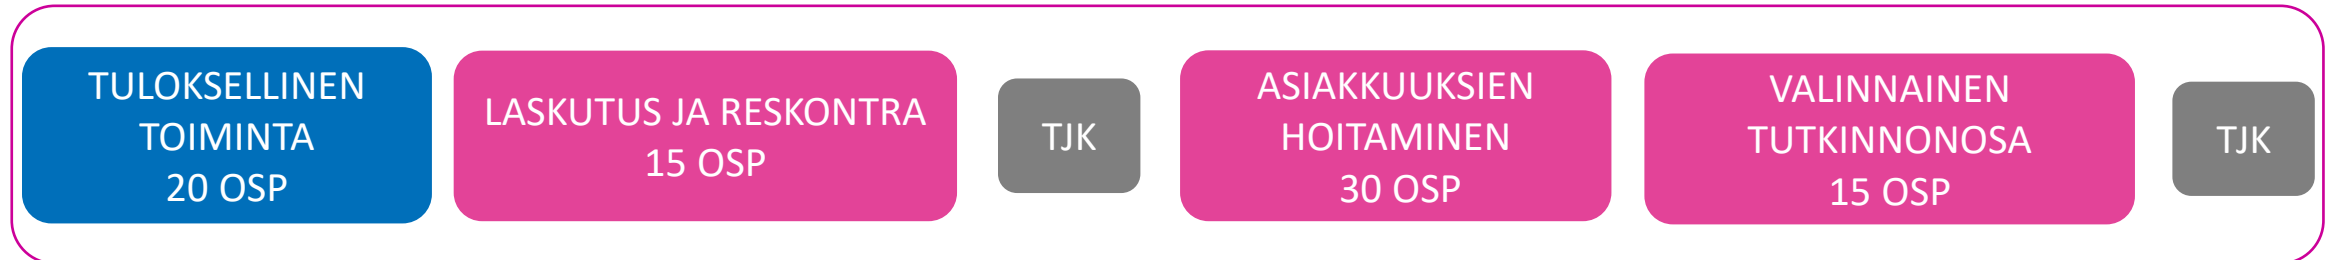 TULOKSELLINEN
TOIMINTA
20 OSP
LASKUTUS JA RESKONTRA
15 OSP
TJK
ASIAKKUUKSIEN
HOITAMINEN
30 OSP
VALINNAINEN
TUTKINNONOSA
15 OSP
TJK